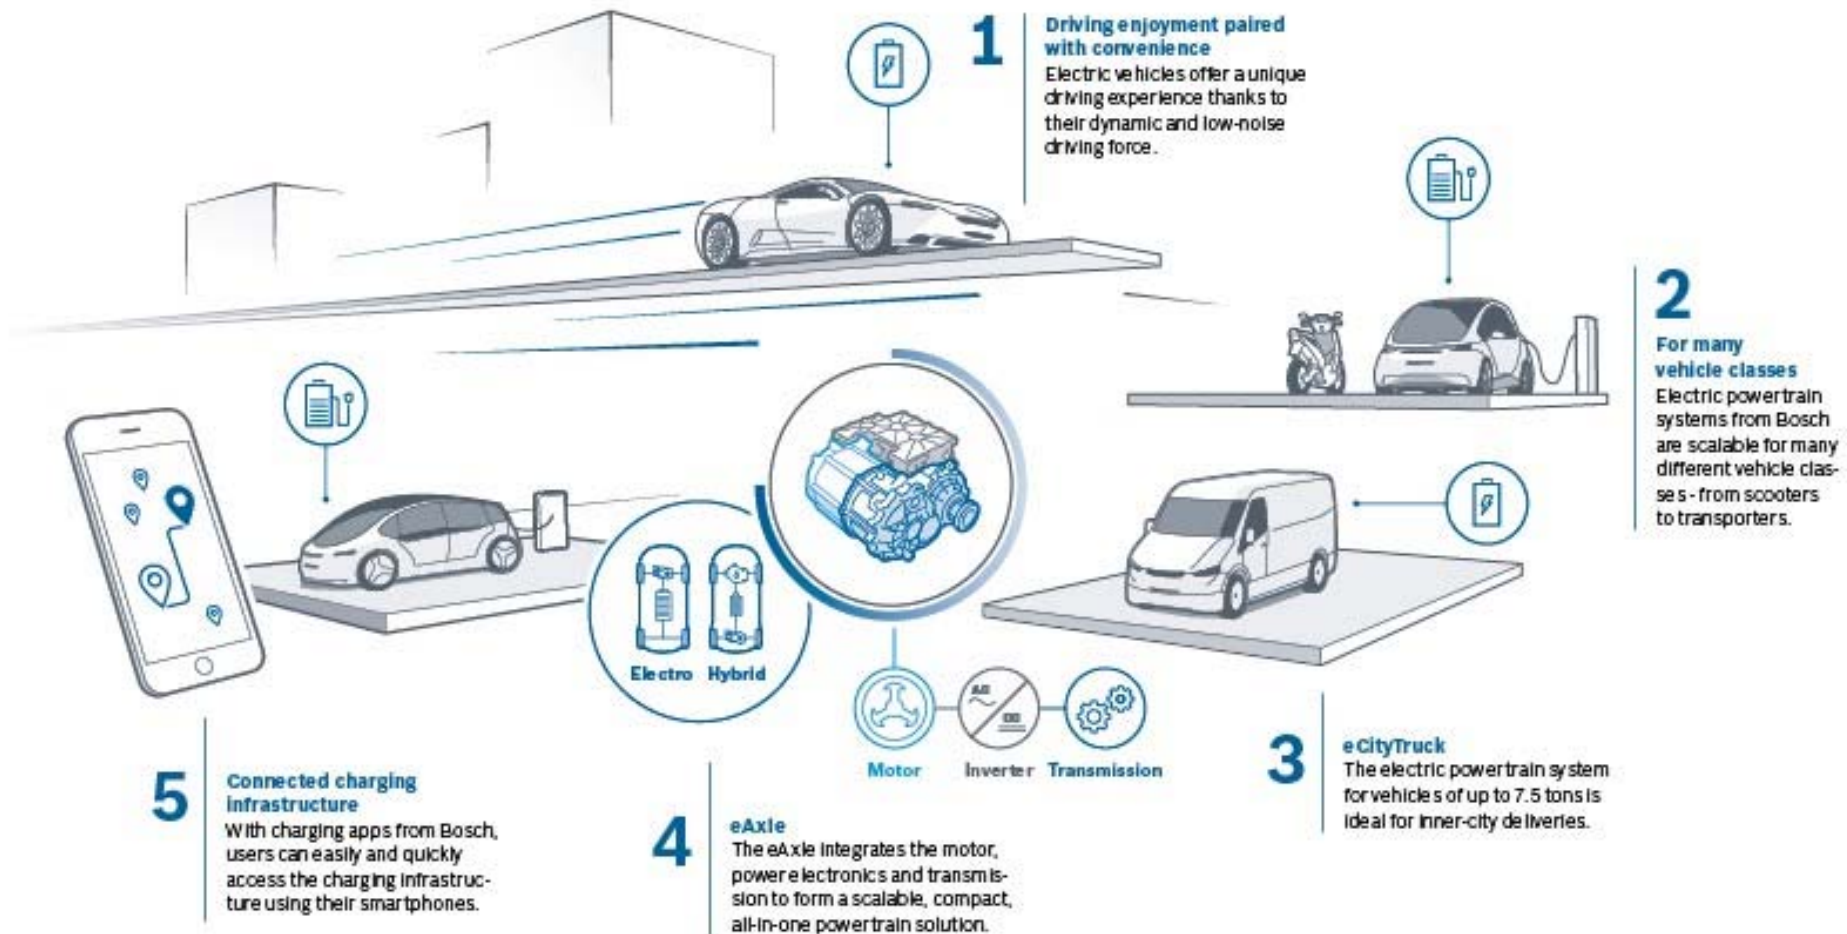 1
Driving enjoyment paired
with convenience
Electric vehicles offer a unique
driving experience thanks to
their dynamic and low-noise
driving force.
2
For many
vehicle classes
Electric powertrain
systems from Bosch
are scalable for many
different vehicle clas-
ses - from scooters
to transporters.
Electro Hybrid
AC
DC
Motor Inverter Transmission
3
eCityTruck
The electric powertrain system
for vehicles of up to 7.5 tons is
ideal for inner-city deliveries.
4
eAxle
The eAxle integrates the motor,
power electronics and transmis-
sion to form a scalable, compact,
all-in-one powertrain solution.
5
Connected charging
infrastructure
With charging apps from Bosch,
users can easily and quickly
access the charging infrastruc-
ture using their smartphones.